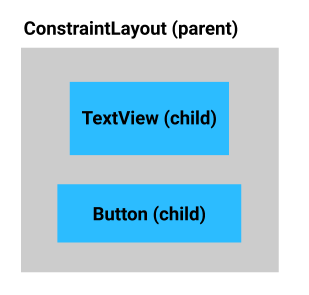 ConstraintLayout (parent)
TextView (child)
Button (child)